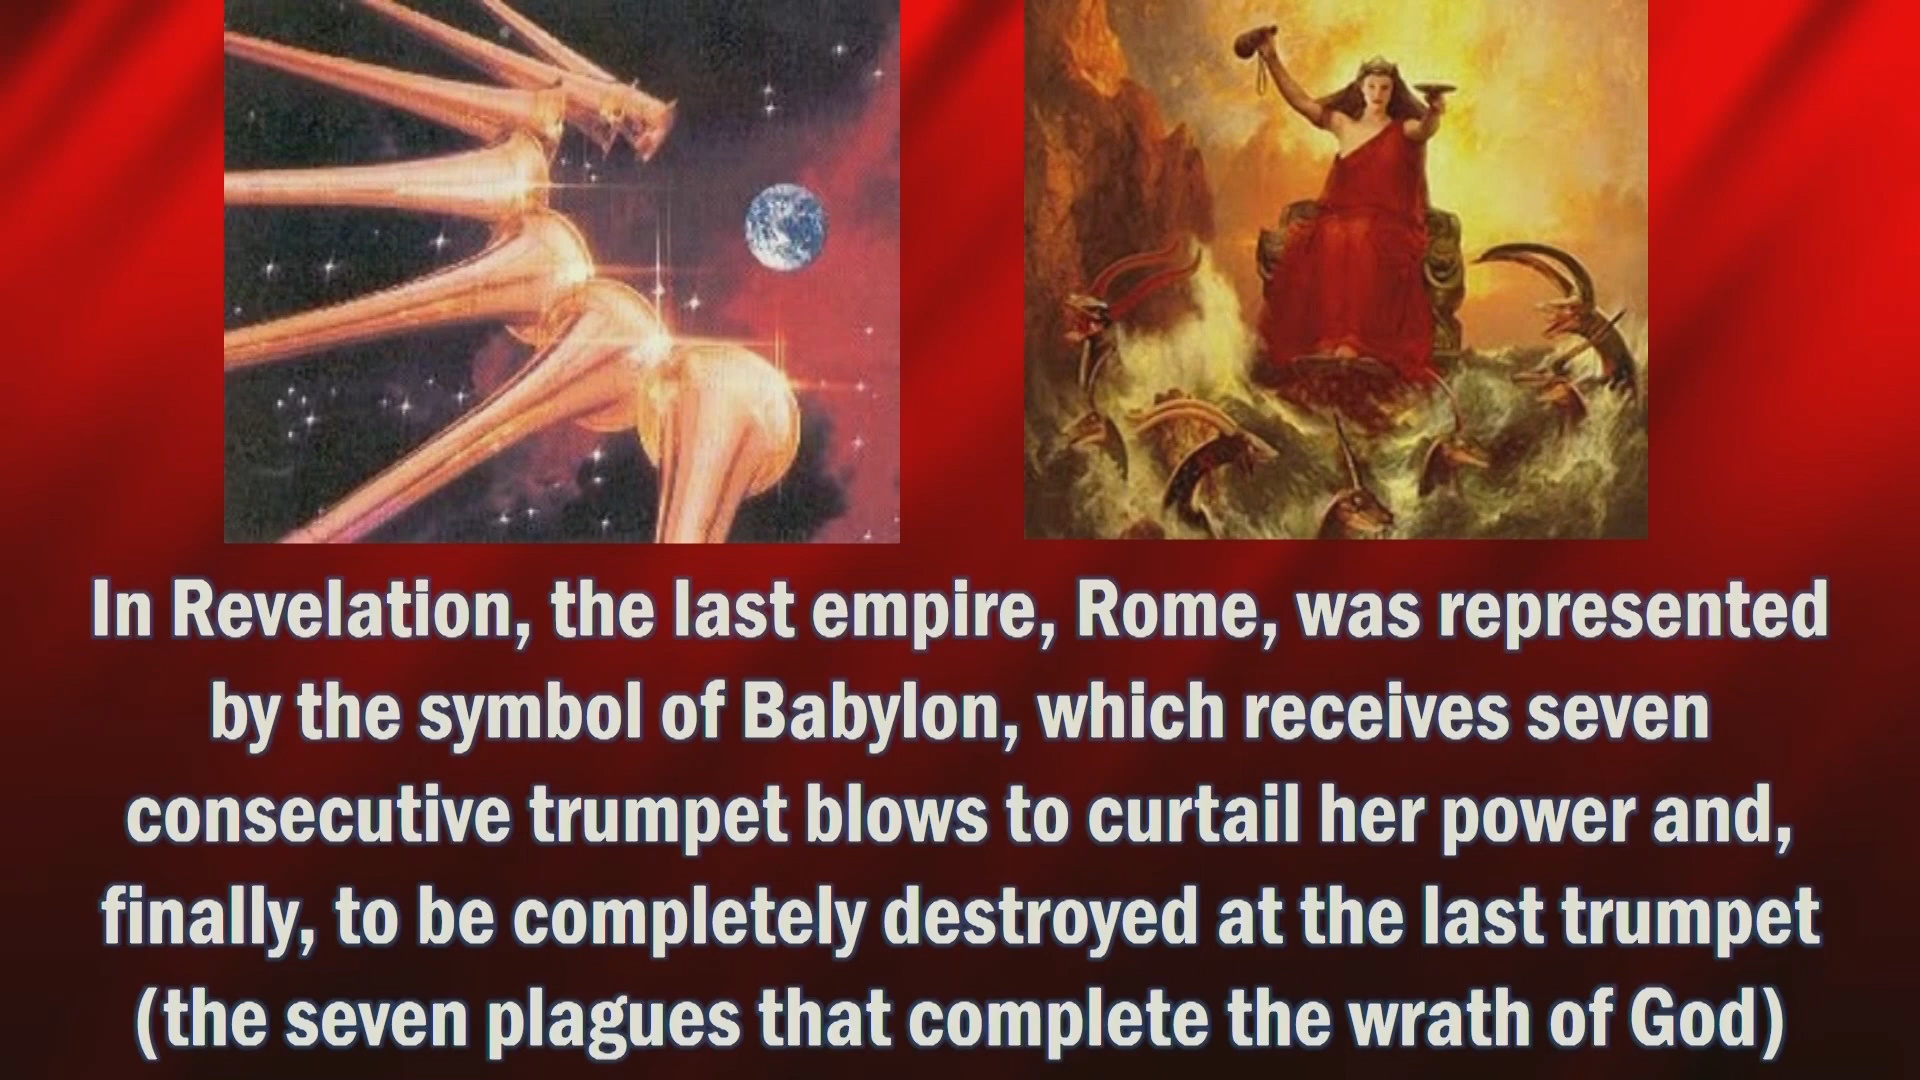 In Revelation, the last empire, Rome, was represented
by the symbol of Babylon, which receives seven
consecutive trumpet blows to curtail her power and,
finally, to be completely destroyed at the last trumpet
(the seven plagues that complete the wrath of God)